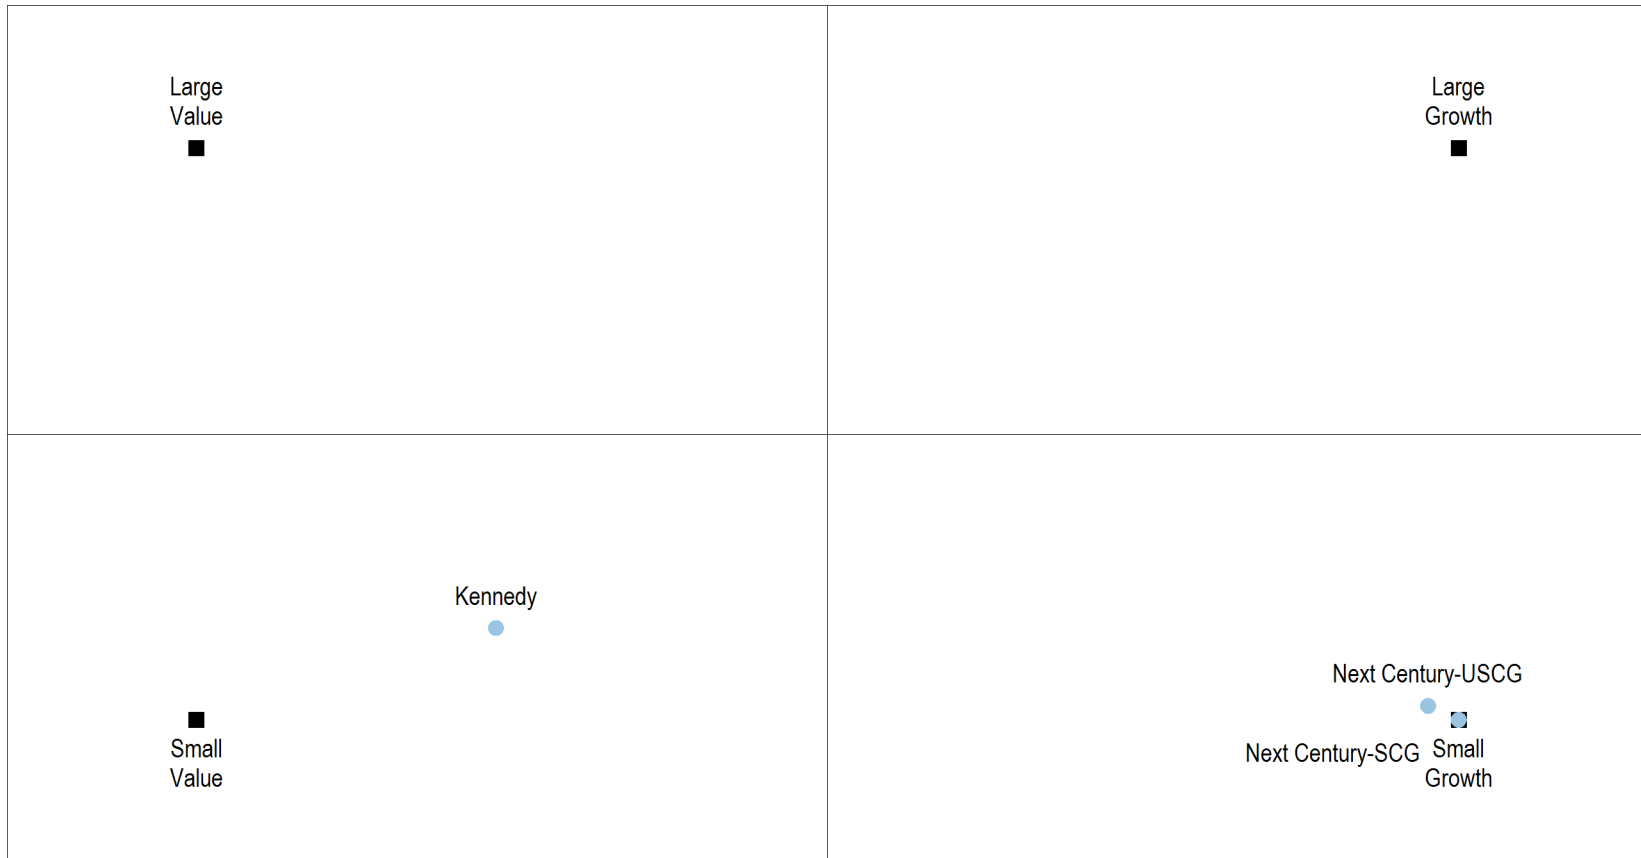 Large
Value
Large
Growth
Kennedy
Small
Value
Next Century-USCG
Next Century-SCG
Small
Growth